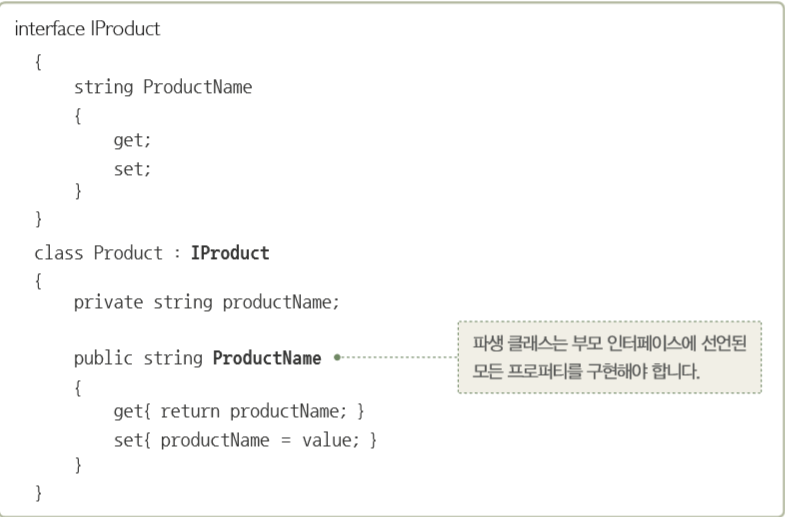 interface IProduct
{
string ProductName
{
get;
set;
}
}
class Product : IProduct
{
private string productName;
public string ProductName
파생 클래스는 부모 인터페이스에 선언된
모든 프로퍼티를 구현해야 합니다.
{
get{ return productName; }
set{ productName = value; }
}
}